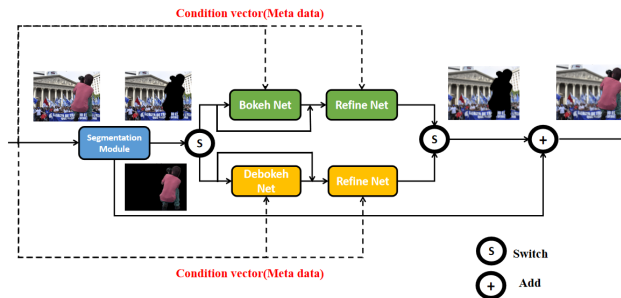 Condition vector(Meta data)
Bokeh Net
Refine Net
Segmentation
Module
S
S
+
Debokeh
Net
Refine Net
Condition vector(Meta data)
S
Switch
+
Add